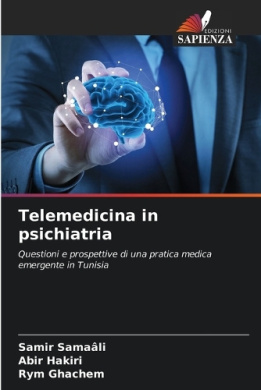 EDIZIONI
SAPIENZA
Telemedicina in
psichiatria
Questioni e prospettive di una pratica medica
emergente in Tunisia
Samir Samaâli
Abir Hakiri
Rym Ghachem